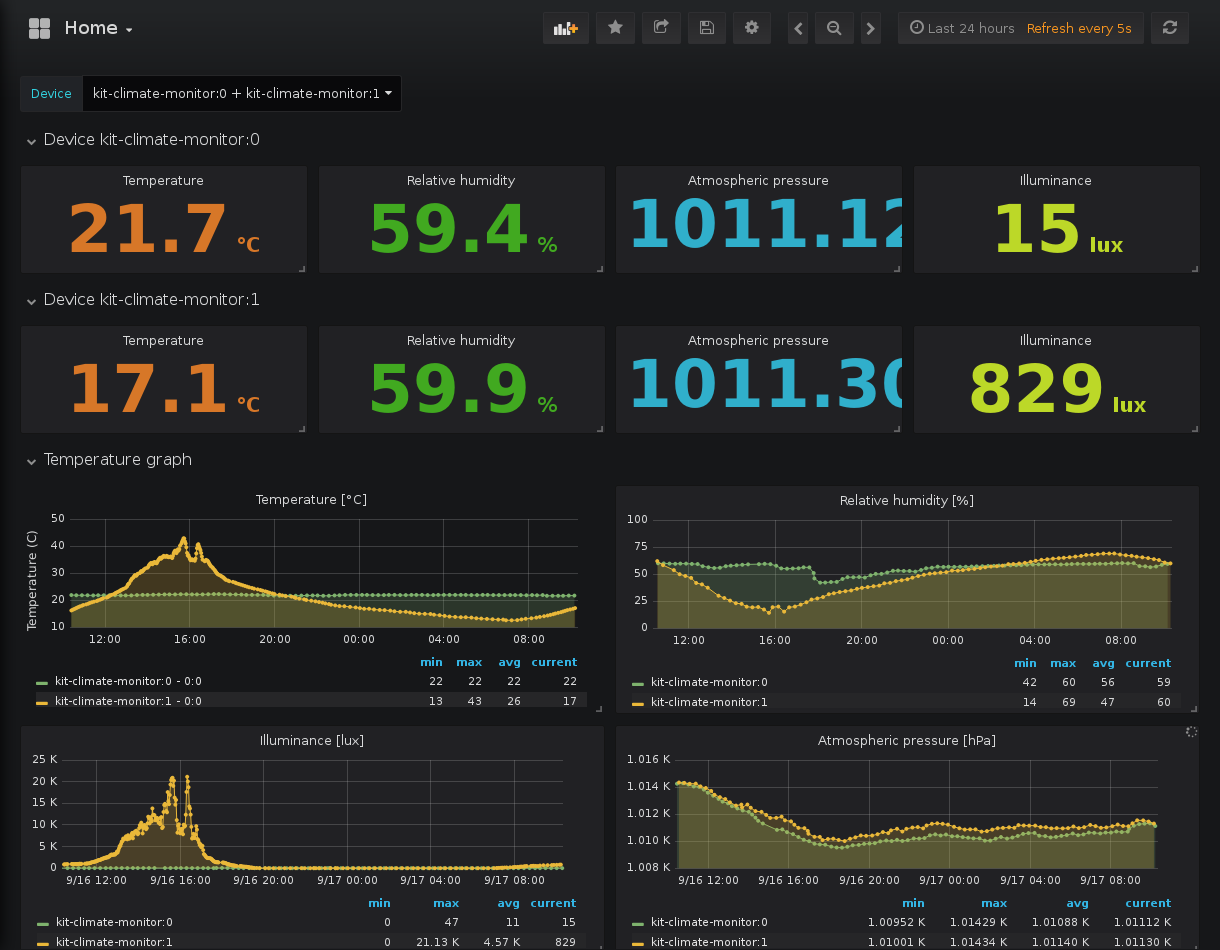 Home
Last 24 hours Refresh every 5s
Device kit-climate-monitor:0 + kit-climate-monitor:1
Device kit-climate-monitor:0
Temperature Relative humidity Atmospheric pressure Illuminance
21.7 °C 59.4 % 1011.12 15 lux
Device kit-climate-monitor:1
Temperature Relative humidity Atmospheric pressure Illuminance
17.1 °C 59.9 % 1011.30 829 lux
Temperature graph
Temperature [°C]
Temperature (C)
50
40
30
20
10
12:00 16:00 20:00 00:00 04:00 08:00
min max avg current
kit-climate-monitor:0 - 0:0 22 22 22 22
kit-climate-monitor:1 - 0:0 13 43 26 17
Relative humidity [%]
100
75
50
25
0
12:00 16:00 20:00 00:00 04:00 08:00
min max avg current
kit-climate-monitor:0 42 60 56 59
kit-climate-monitor:1 14 69 47 60
Illuminance [lux]
25 K
20 K
15 K
10 K
5 K
0
9/16 12:00 9/16 16:00 9/16 20:00 9/17 00:00 9/17 04:00 9/17 08:00
min max avg current
kit-climate-monitor:0 0 47 11 15
kit-climate-monitor:1 0 21.13 K 4.57 K 829
Atmospheric pressure [hPa]
1.016 K
1.014 K
1.012 K
1.010 K
1.008 K
9/16 12:00 9/16 16:00 9/16 20:00 9/17 00:00 9/17 04:00 9/17 08:00
min max avg current
kit-climate-monitor:0 1.00952 K 1.01429 K 1.01088 K 1.01112 K
kit-climate-monitor:1 1.01001 K 1.01434 K 1.01140 K 1.01130 K